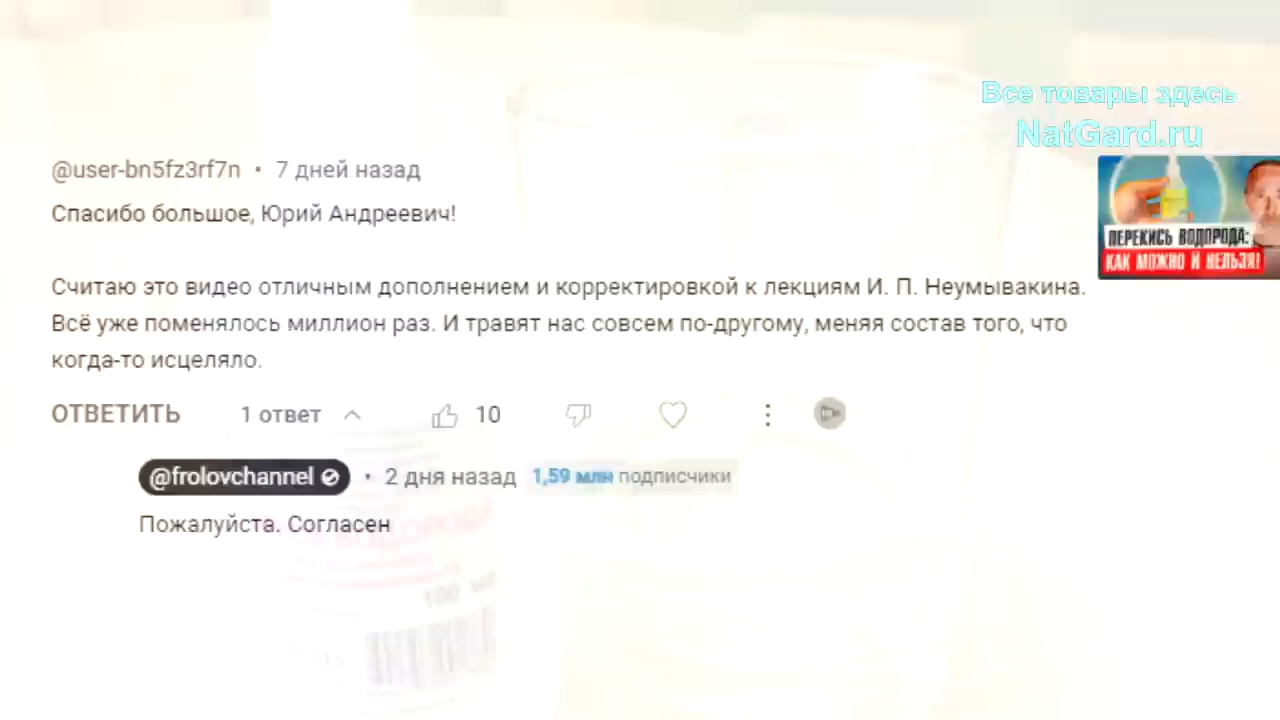 Все товары здесь
NatGard.ru
@user-bn5fz3rf7n • 7 дней назад
Спасибо большое, Юрий Андреевич!
ПЕРЕКИСЬ ВОДОРОДА:
КАК МОЖНО И НЕЛЬЗЯ!
Считаю это видео отличным дополнением и корректировкой к лекциям И. П. Неумывакина.
Всё уже поменялось миллион раз. И травят нас совсем по-другому, меняя состав того, что
когда-то исцеляло.
ОТВЕТИТЬ 1 ответ 10
@frolovchannel • 2 дня назад 1,59 млн подписчики
Пожалуйста. Согласен
ВОДОРОДА
100 мл